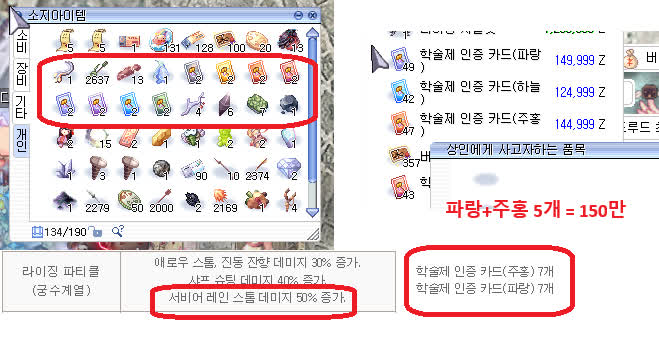 소지아이템
소비
장비
기타
개인
5 5 1 131 128 100 20 13
1 2637 13 1 2 2 2 2
2 2 2 2 4 6 2 1
2 15 2 2 1
3 1 1 90 10 2374 1
1 2279 50 2000 2 2169 1 4
134/190
49 학술제 인증 카드(파랑
) 149,999 Z
42 학술제 인증 카드(하늘
) 124,999 Z
47 학술제 인증 카드(주홍
) 144,999 Z
357 버
43 학
)
상인에게 사고자하는 품목
파랑+주홍 5개 = 150만
라이징 파티클
(궁수계열)
애로우 스톰, 진동 잔향 데미지 30% 증가.
샤프 슈팅 데미지 40% 증가.
서비어 레인 스톰 데미지 50% 증가.
학술제 인증 카드(주홍) 7개
학술제 인증 카드(파랑) 7개